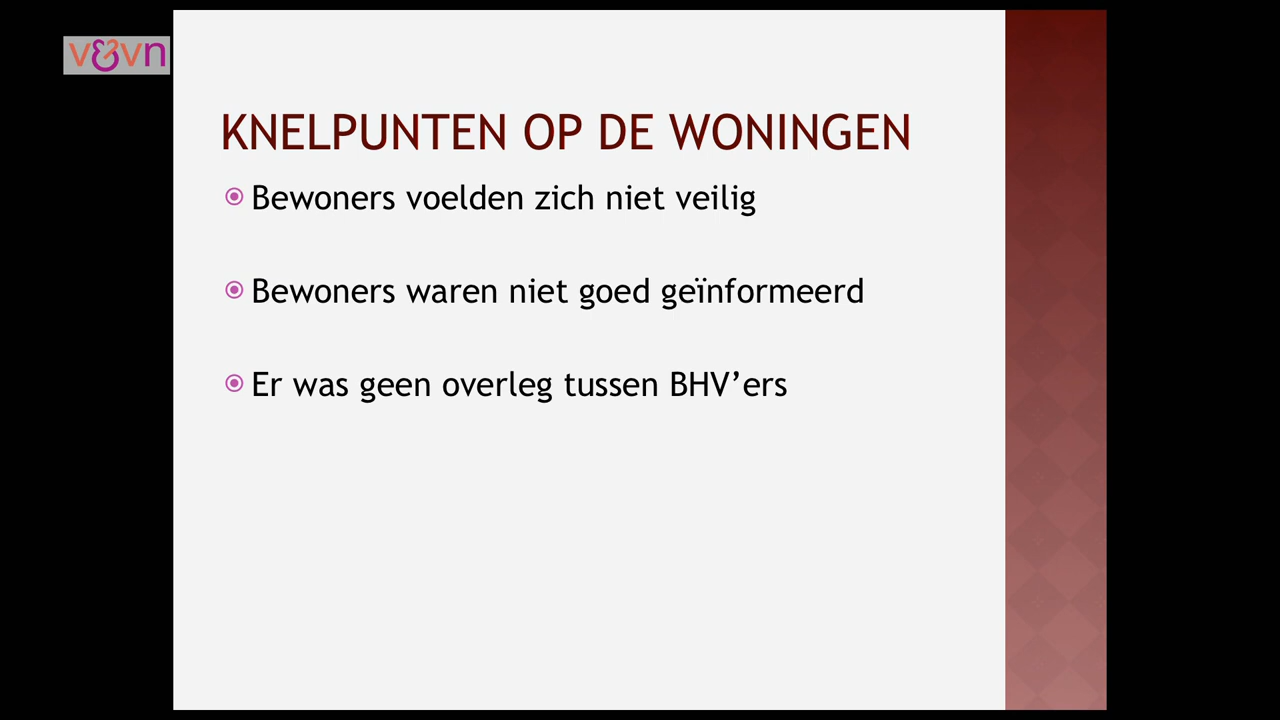 v&vn
KNELPUNTEN OP DE WONINGEN
Bewoners voelden zich niet veilig
Bewoners waren niet goed geïnformeerd
Er was geen overleg tussen BHV’ers